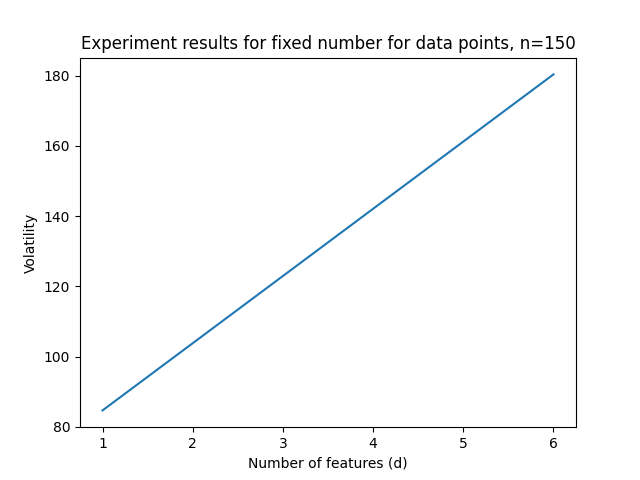 Experiment results for fixed number for data points, n=150
180
160
140
120
100
80
Volatility
1 2 3 4 5 6
Number of features (d)